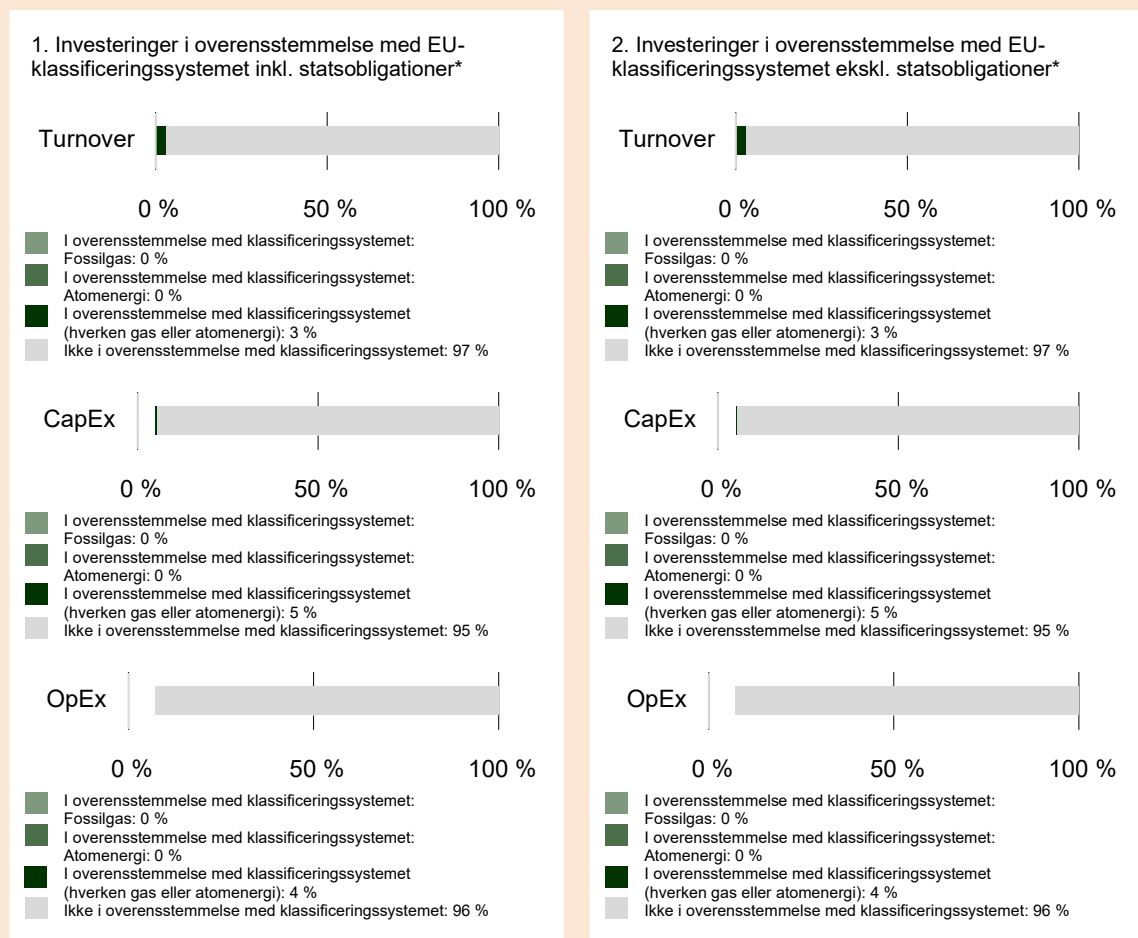 1. Investeringer i overensstemmelse med EU-
klassificeringssystemet inkl. statsobligationer*
Turnover
0 %
50 %
100 %
I overensstemmelse med klassificeringssystemet:
Fossilgas: 0 %
I overensstemmelse med klassificeringssystemet:
Atomenergi: 0 %
I overensstemmelse med klassificeringssystemet
(hverken gas eller atomenergi): 3 %
Ikke i overensstemmelse med klassificeringssystemet: 97 %
CapEx
0 %
50 %
100 %
I overensstemmelse med klassificeringssystemet:
Fossilgas: 0 %
I overensstemmelse med klassificeringssystemet:
Atomenergi: 0 %
I overensstemmelse med klassificeringssystemet
(hverken gas eller atomenergi): 5 %
Ikke i overensstemmelse med klassificeringssystemet: 95 %
OpEx
0 %
50 %
100 %
I overensstemmelse med klassificeringssystemet:
Fossilgas: 0 %
I overensstemmelse med klassificeringssystemet:
Atomenergi: 0 %
I overensstemmelse med klassificeringssystemet
(hverken gas eller atomenergi): 4 %
Ikke i overensstemmelse med klassificeringssystemet: 96 %
2. Investeringer i overensstemmelse med EU-
klassificeringssystemet ekskl. statsobligationer*
Turnover
0 %
50 %
100 %
I overensstemmelse med klassificeringssystemet:
Fossilgas: 0 %
I overensstemmelse med klassificeringssystemet:
Atomenergi: 0 %
I overensstemmelse med klassificeringssystemet
(hverken gas eller atomenergi): 3 %
Ikke i overensstemmelse med klassificeringssystemet: 97 %
CapEx
0 %
50 %
100 %
I overensstemmelse med klassificeringssystemet:
Fossilgas: 0 %
I overensstemmelse med klassificeringssystemet:
Atomenergi: 0 %
I overensstemmelse med klassificeringssystemet
(hverken gas eller atomenergi): 5 %
Ikke i overensstemmelse med klassificeringssystemet: 95 %
OpEx
0 %
50 %
100 %
I overensstemmelse med klassificeringssystemet:
Fossilgas: 0 %
I overensstemmelse med klassificeringssystemet:
Atomenergi: 0 %
I overensstemmelse med klassificeringssystemet
(hverken gas eller atomenergi): 4 %
Ikke i overensstemmelse med klassificeringssystemet: 96 %